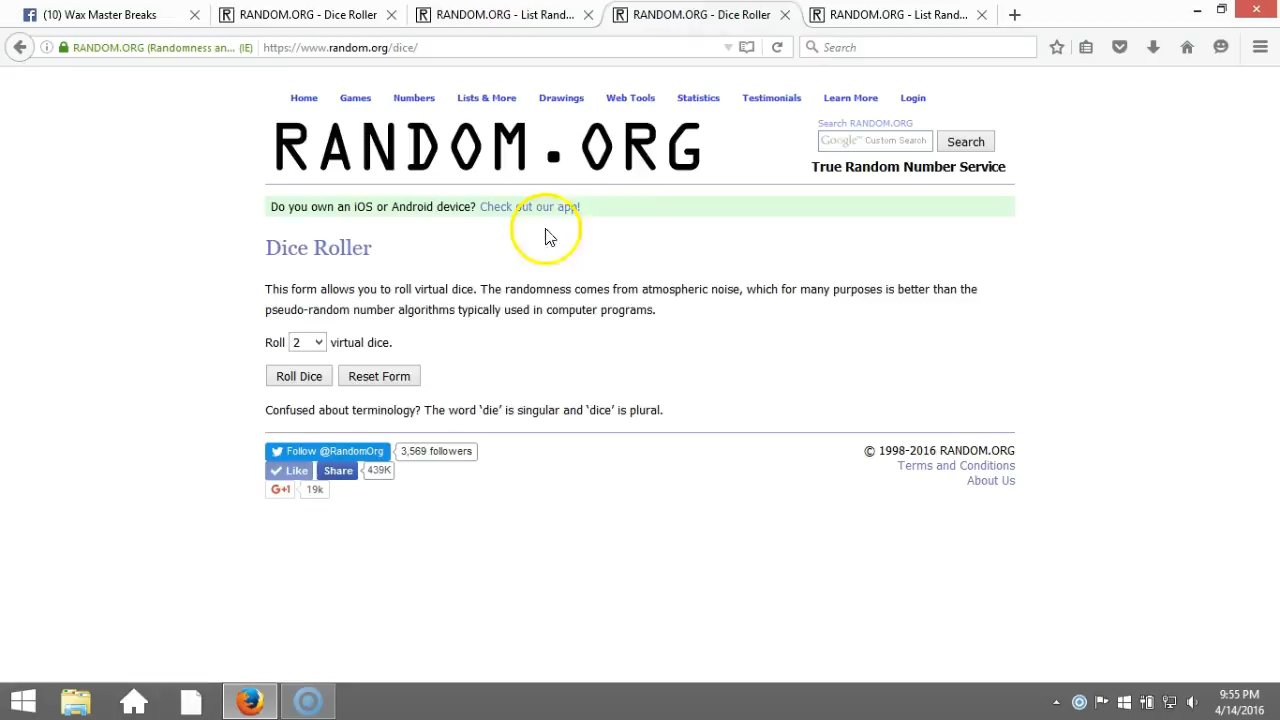 (10) Wax Master Breaks
RANDOM.ORG - Dice Roller
RANDOM.ORG - List Rand...
RANDOM.ORG - Dice Roller
RANDOM.ORG - List Rand...
RANDOM.ORG (Randomness an... (IE)
https://www.random.org/dice/
Search
Home Games Numbers Lists & More Drawings Web Tools Statistics Testimonials Learn More Login
RANDOM.ORG
Search RANDOM.ORG
Google™ Custom Search
Search
True Random Number Service
Do you own an iOS or Android device? Check out our app!
Dice Roller
This form allows you to roll virtual dice. The randomness comes from atmospheric noise, which for many purposes is better than the
pseudo-random number algorithms typically used in computer programs.
Roll 2 virtual dice.
Roll Dice Reset Form
Confused about terminology? The word ‘die’ is singular and ‘dice’ is plural.
Follow @RandomOrg 3,569 followers
Like Share 439K
G+1 19k
© 1998-2016 RANDOM.ORG
Terms and Conditions
About Us
9:55 PM
4/14/2016